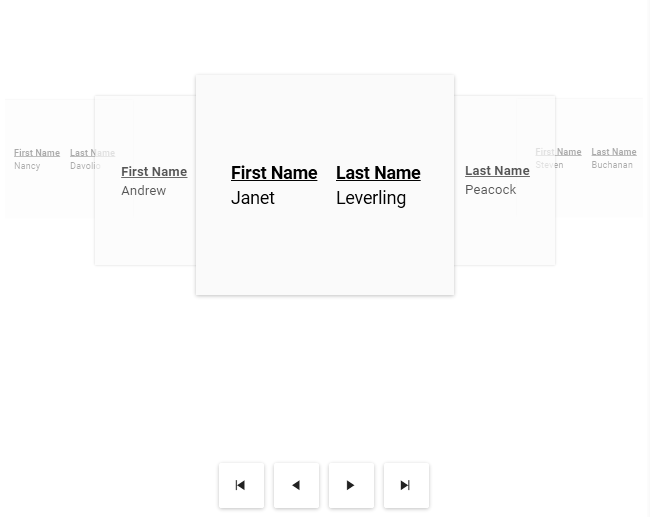 First Name Last Name
Nancy Davolio
First Name
Andrew
First Name Last Name
Janet Leverling
Last Name
Peacock
First Name Last Name
Steven Buchanan